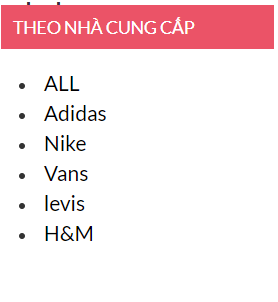 THEO NHÀ CUNG CẤP
ALL
Adidas
Nike
Vans
levis
H&M